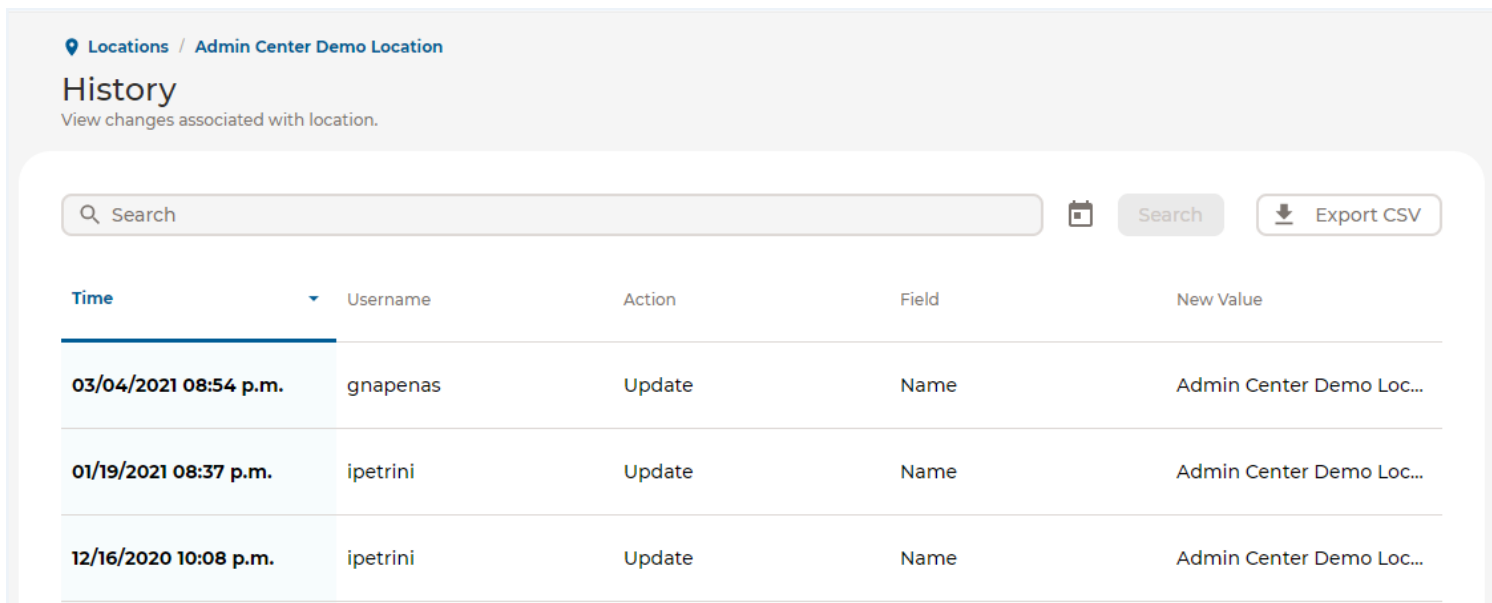 Locations / Admin Center Demo Location
History
View changes associated with location.
Search Search Export CSV
Time Username Action Field New Value
03/04/2021 08:54 p.m. gnapenas Update Name Admin Center Demo Loc...
01/19/2021 08:37 p.m. ipetrini Update Name Admin Center Demo Loc...
12/16/2020 10:08 p.m. ipetrini Update Name Admin Center Demo Loc...